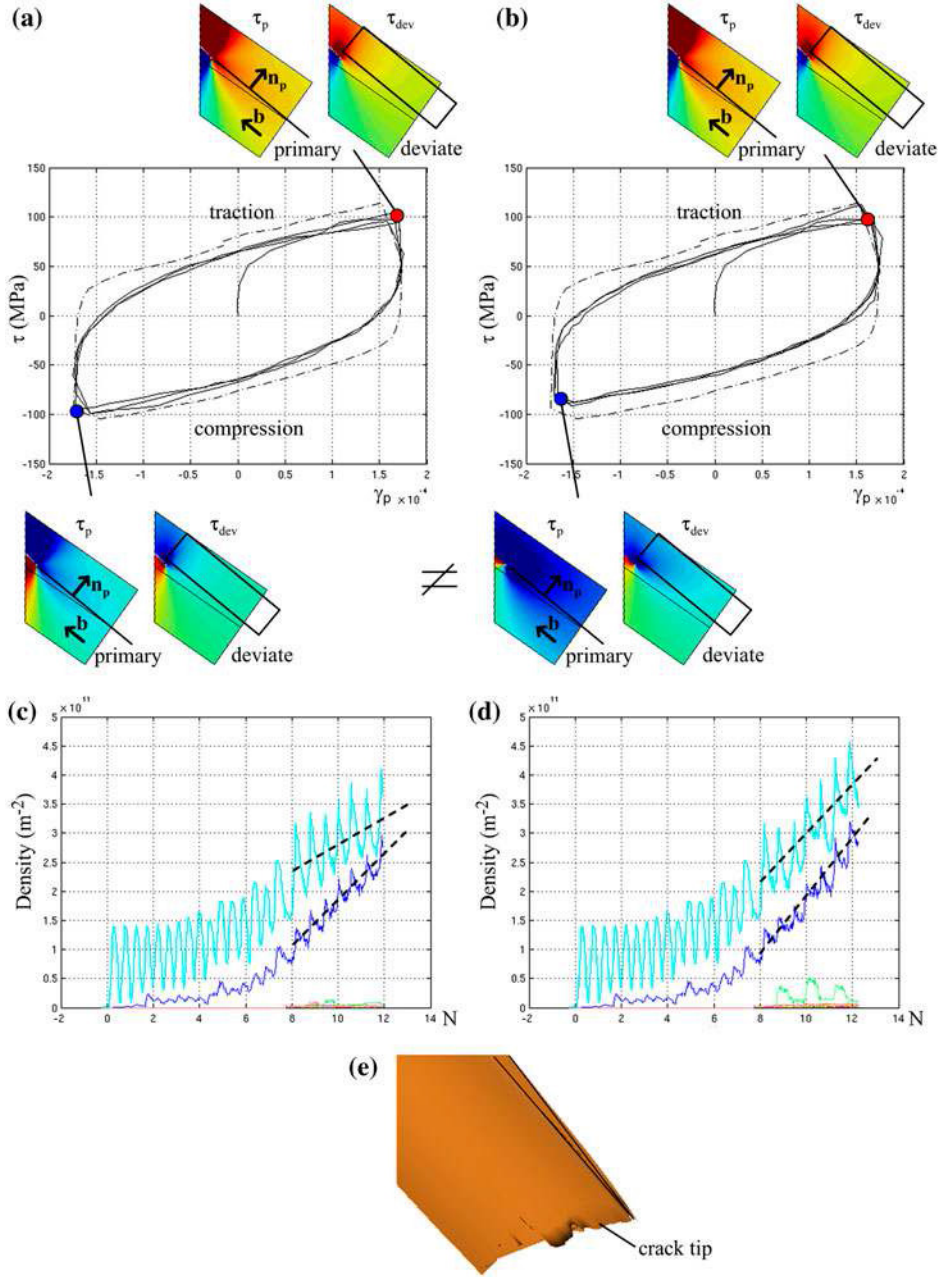 (a)
τp
τdev
np
b
primary
deviate
(b)
τp
τdev
np
b
primary
deviate
150
100
50
0
-50
-100
-150
τ (MPa)
traction
compression
-2
-1.5
-1
-0.5
0
0.5
1
1.5
2
γp ×10⁻⁴
150
100
50
0
-50
-100
-150
τ (MPa)
traction
compression
-2
-1.5
-1
-0.5
0
0.5
1
1.5
2
γp ×10⁻⁴
τp
τdev
np
b
primary
deviate
≠
τp
τdev
np
b
primary
deviate
(c)
×10¹¹
5
4.5
4
3.5
3
2.5
2
1.5
1
0.5
0
Density (m⁻²)
-2
0
2
4
6
8
10
12
14
N
(d)
×10¹¹
5
4.5
4
3.5
3
2.5
2
1.5
1
0.5
0
Density (m⁻²)
-2
0
2
4
6
8
10
12
14
N
(e)
crack tip